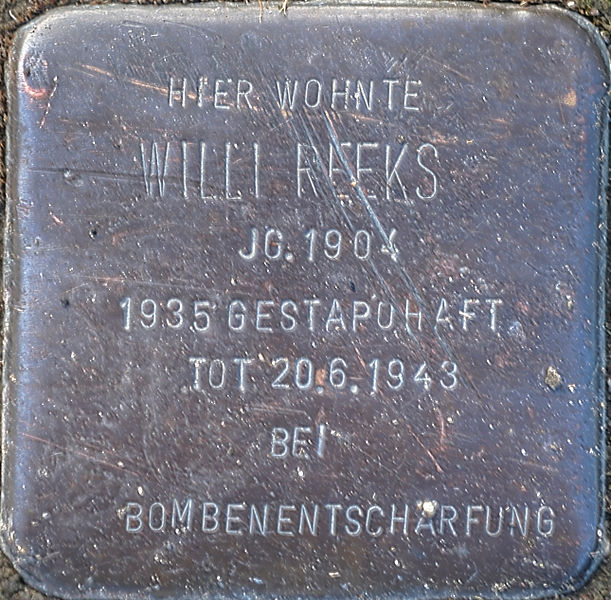 HIER WOHNTE
WILLI REEKS
JG. 1904
1935 GESTAPOHAFT
TOT 20.6.1943
BEI
BOMBENENTSCHÄRFUNG